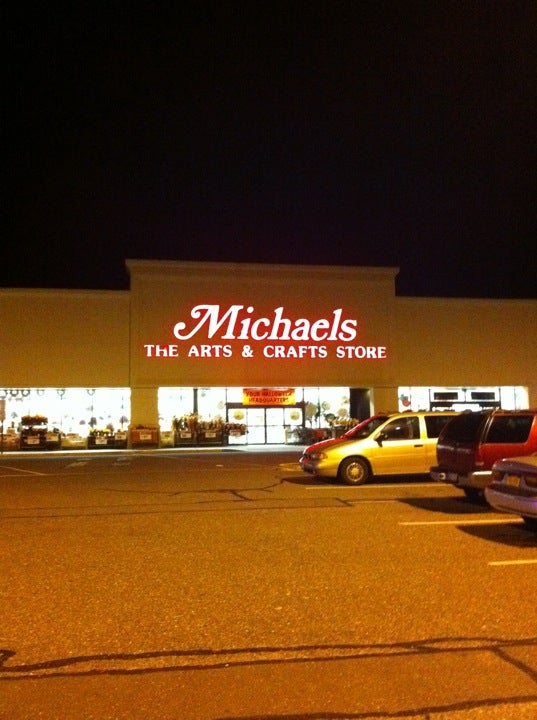 Michaels
THE ARTS & CRAFTS STORE
YOUR HALLOWEEN
HEADQUARTERS